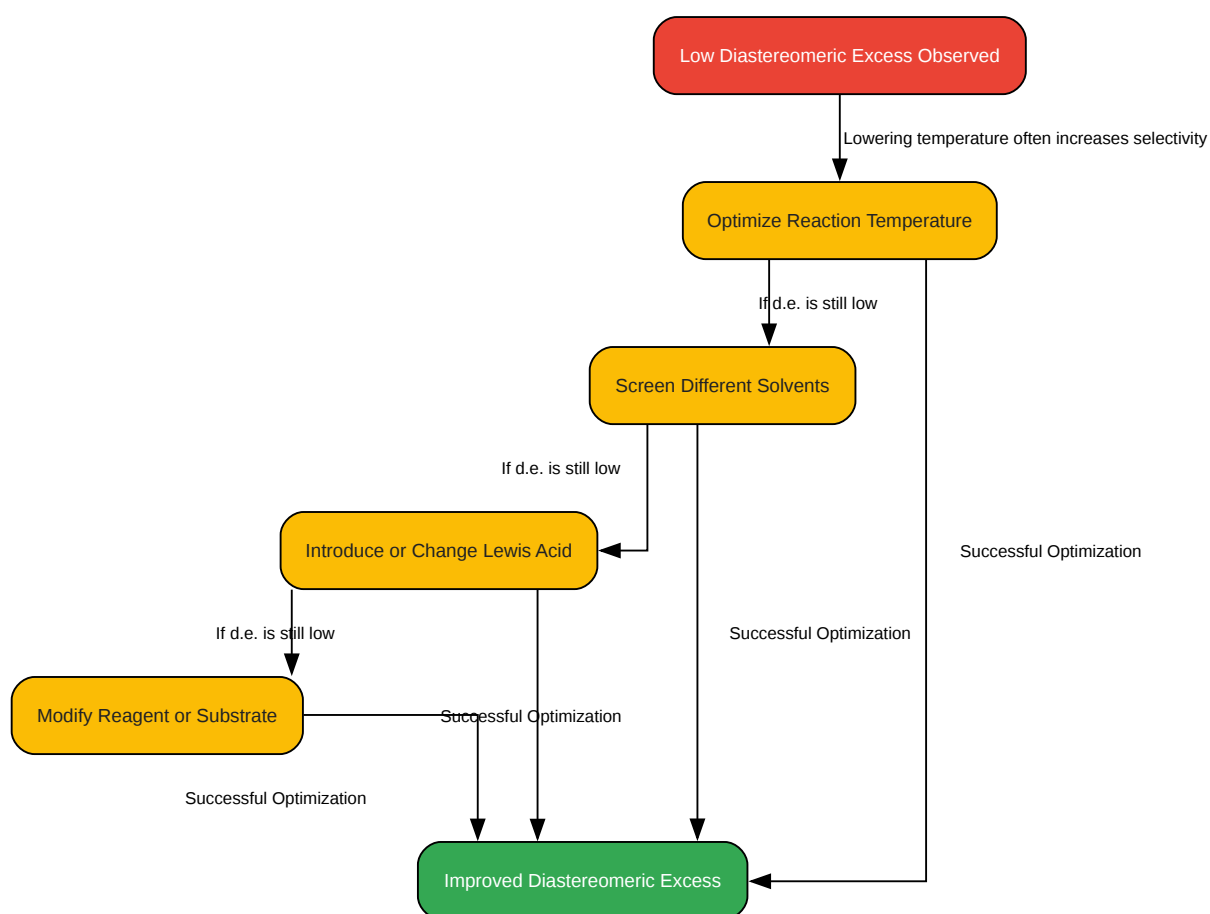 Low Diastereomeric Excess Observed
Lowering temperature often increases selectivity
Optimize Reaction Temperature
If d.e. is still low
Screen Different Solvents
If d.e. is still low
Introduce or Change Lewis Acid
Successful Optimization
If d.e. is still low
Successful Optimization
Modify Reagent or Substrate
Successful Optimization
Successful Optimization
Improved Diastereomeric Excess